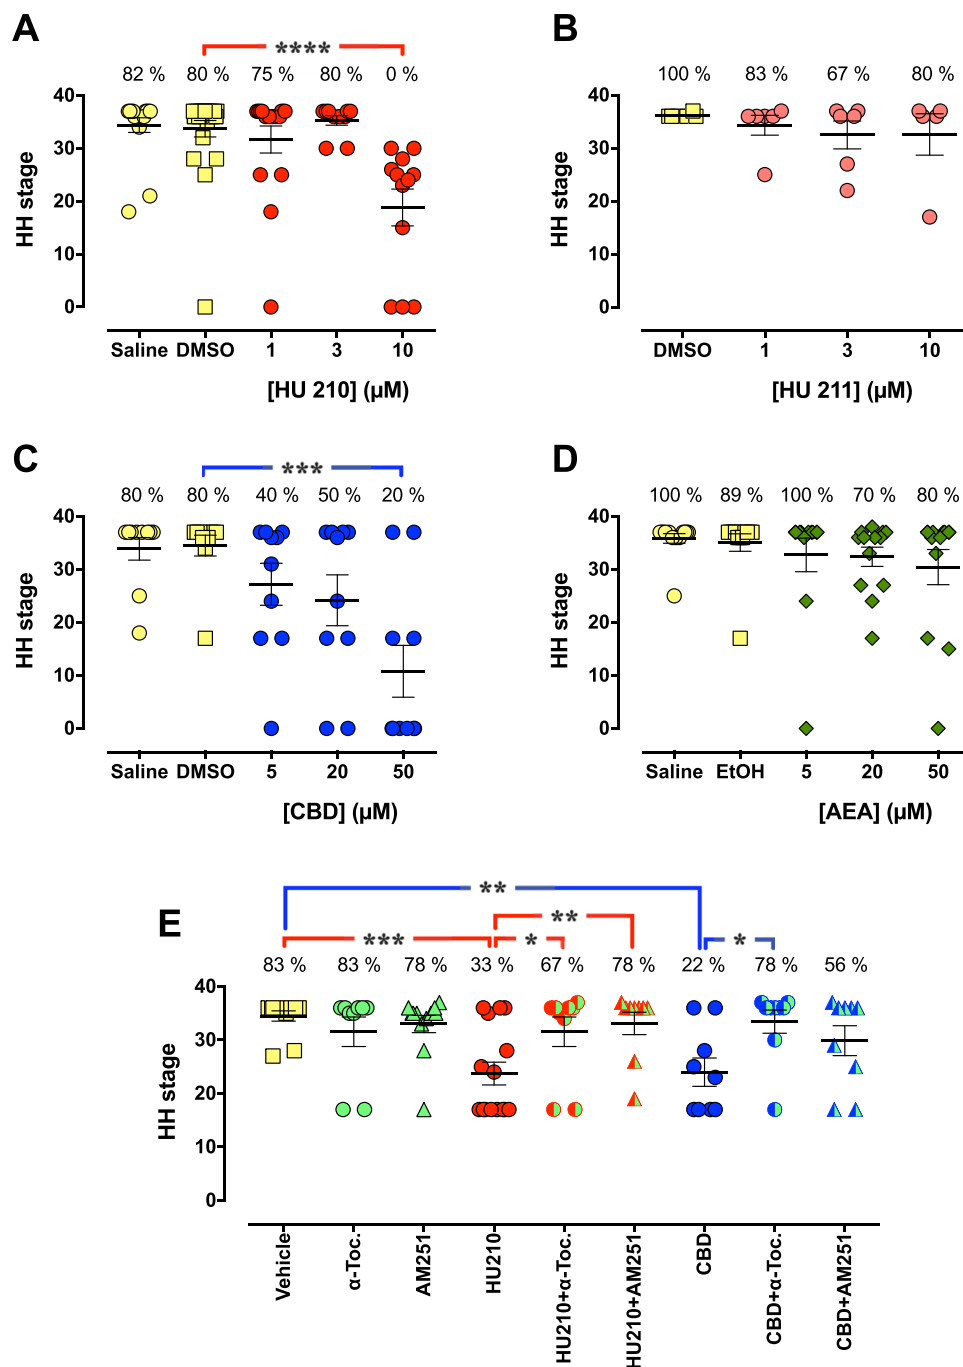 A
****
82 % 80 % 75 % 80 % 0 %
40
30
20
10
0
HH stage
Saline DMSO 1 3 10
[HU 210] (µM)
B
100 % 83 % 67 % 80 %
40
30
20
10
0
HH stage
DMSO 1 3 10
[HU 211] (µM)
C
***
80 % 80 % 40 % 50 % 20 %
40
30
20
10
0
HH stage
Saline DMSO 5 20 50
[CBD] (µM)
D
100 % 89 % 100 % 70 % 80 %
40
30
20
10
0
HH stage
Saline EtOH 5 20 50
[AEA] (µM)
E
**
**
*** * *
83 % 83 % 78 % 33 % 67 % 78 % 22 % 78 % 56 %
40
30
20
10
0
HH stage
Vehicle
α-Toc.
AM251
HU210
HU210+α-Toc.
HU210+AM251
CBD
CBD+α-Toc.
CBD+AM251